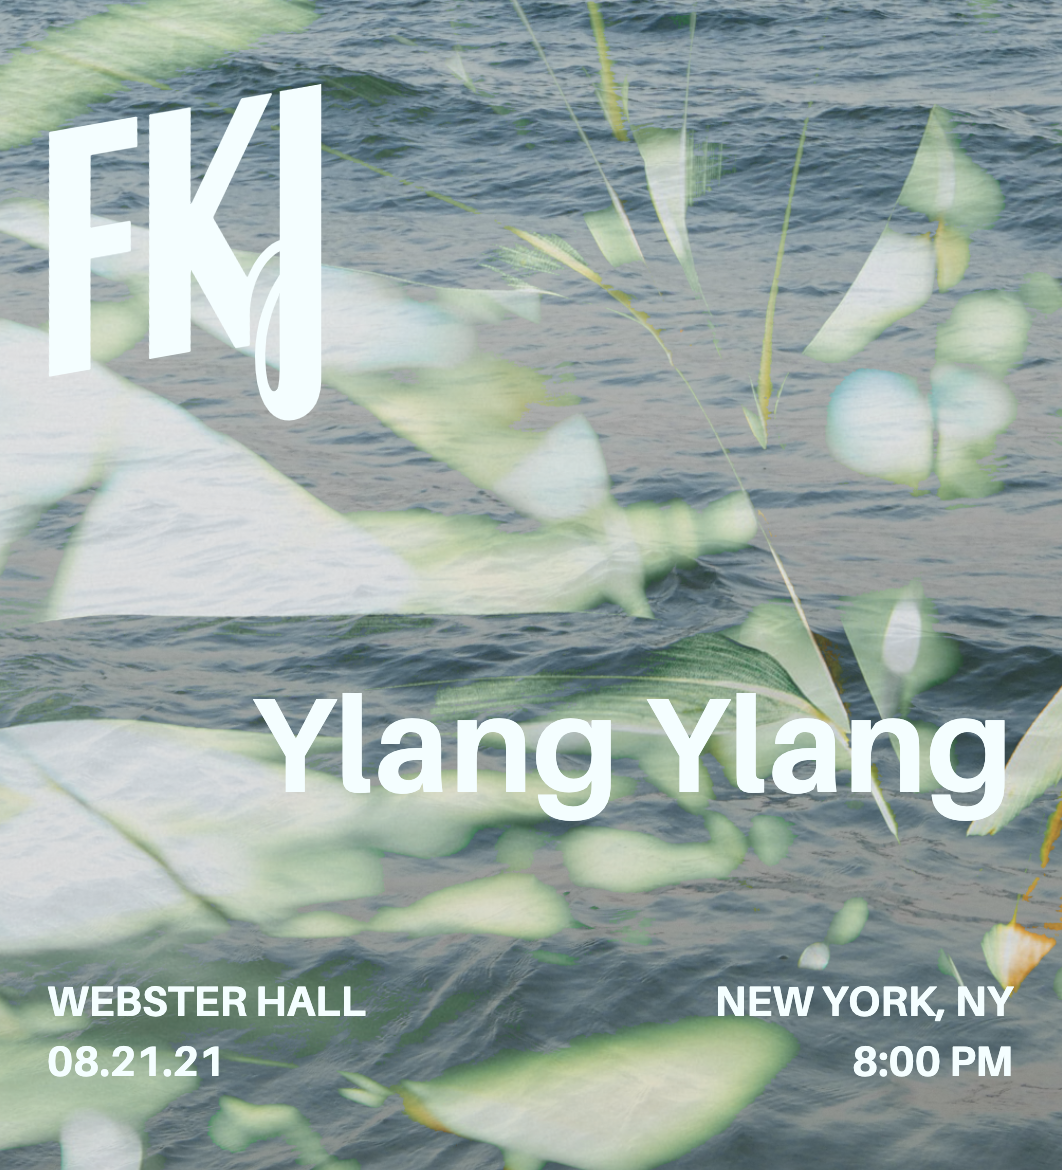 FKJ
Ylang Ylang
WEBSTER HALL
NEW YORK, NY
08.21.21
8:00 PM